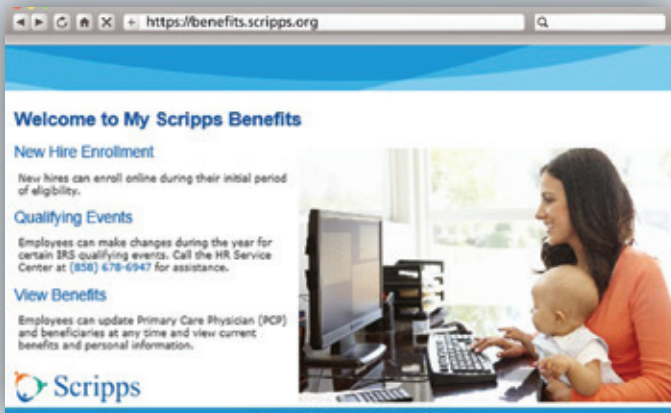 https://benefits.scripps.org
Welcome to My Scripps Benefits
New Hire Enrollment
New hires can enroll online during their initial period
of eligibility.
Qualifying Events
Employees can make changes during the year for
certain IRS qualifying events. Call the HR Service
Center at (858) 678-6947 for assistance.
View Benefits
Employees can update Primary Care Physician (PCP)
and beneficiaries at any time and view current
benefits and personal information.
Scripps